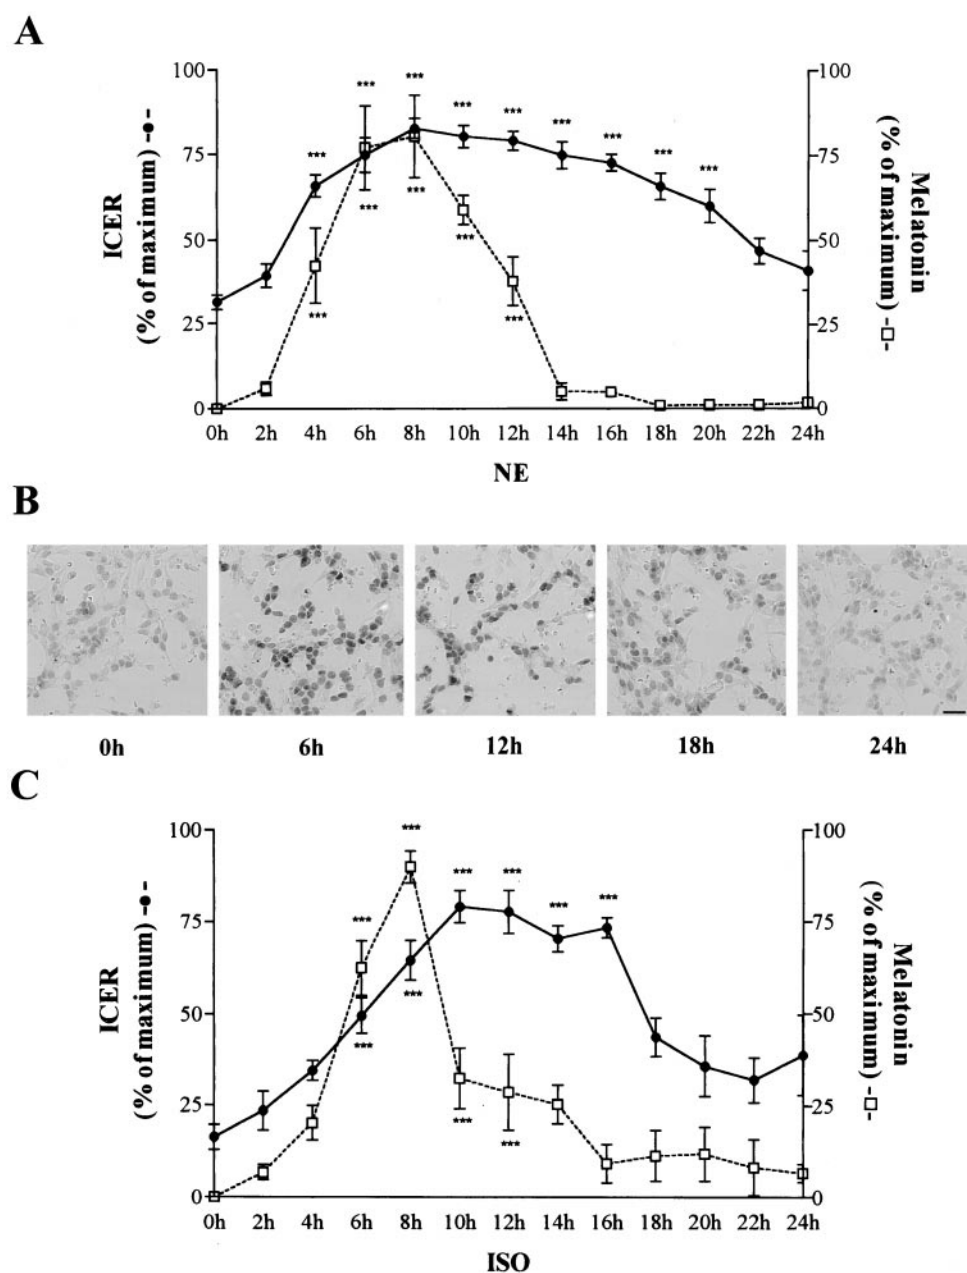 A
100
75
50
25
0
ICER
(% of maximum) -●-
100
75
50
25
0
Melatonin
(% of maximum) -□-
*** *** *** *** *** *** *** *** ***
*** *** *** *** ***
0h 2h 4h 6h 8h 10h 12h 14h 16h 18h 20h 22h 24h
NE
B
0h 6h 12h 18h 24h
C
100
75
50
25
0
ICER
(% of maximum) -●-
100
75
50
25
0
Melatonin
(% of maximum) -□-
*** *** *** *** *** ***
*** *** *** ***
0h 2h 4h 6h 8h 10h 12h 14h 16h 18h 20h 22h 24h
ISO